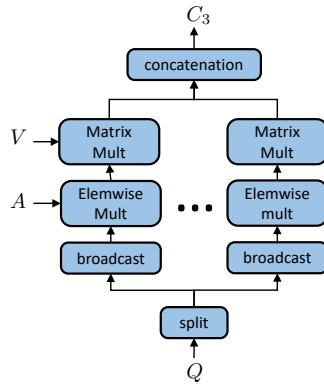 C3
concatenation
Matrix
Mult
Matrix
Mult
V
Elemwise
Mult
Elemwise
mult
A
broadcast
broadcast
split
Q